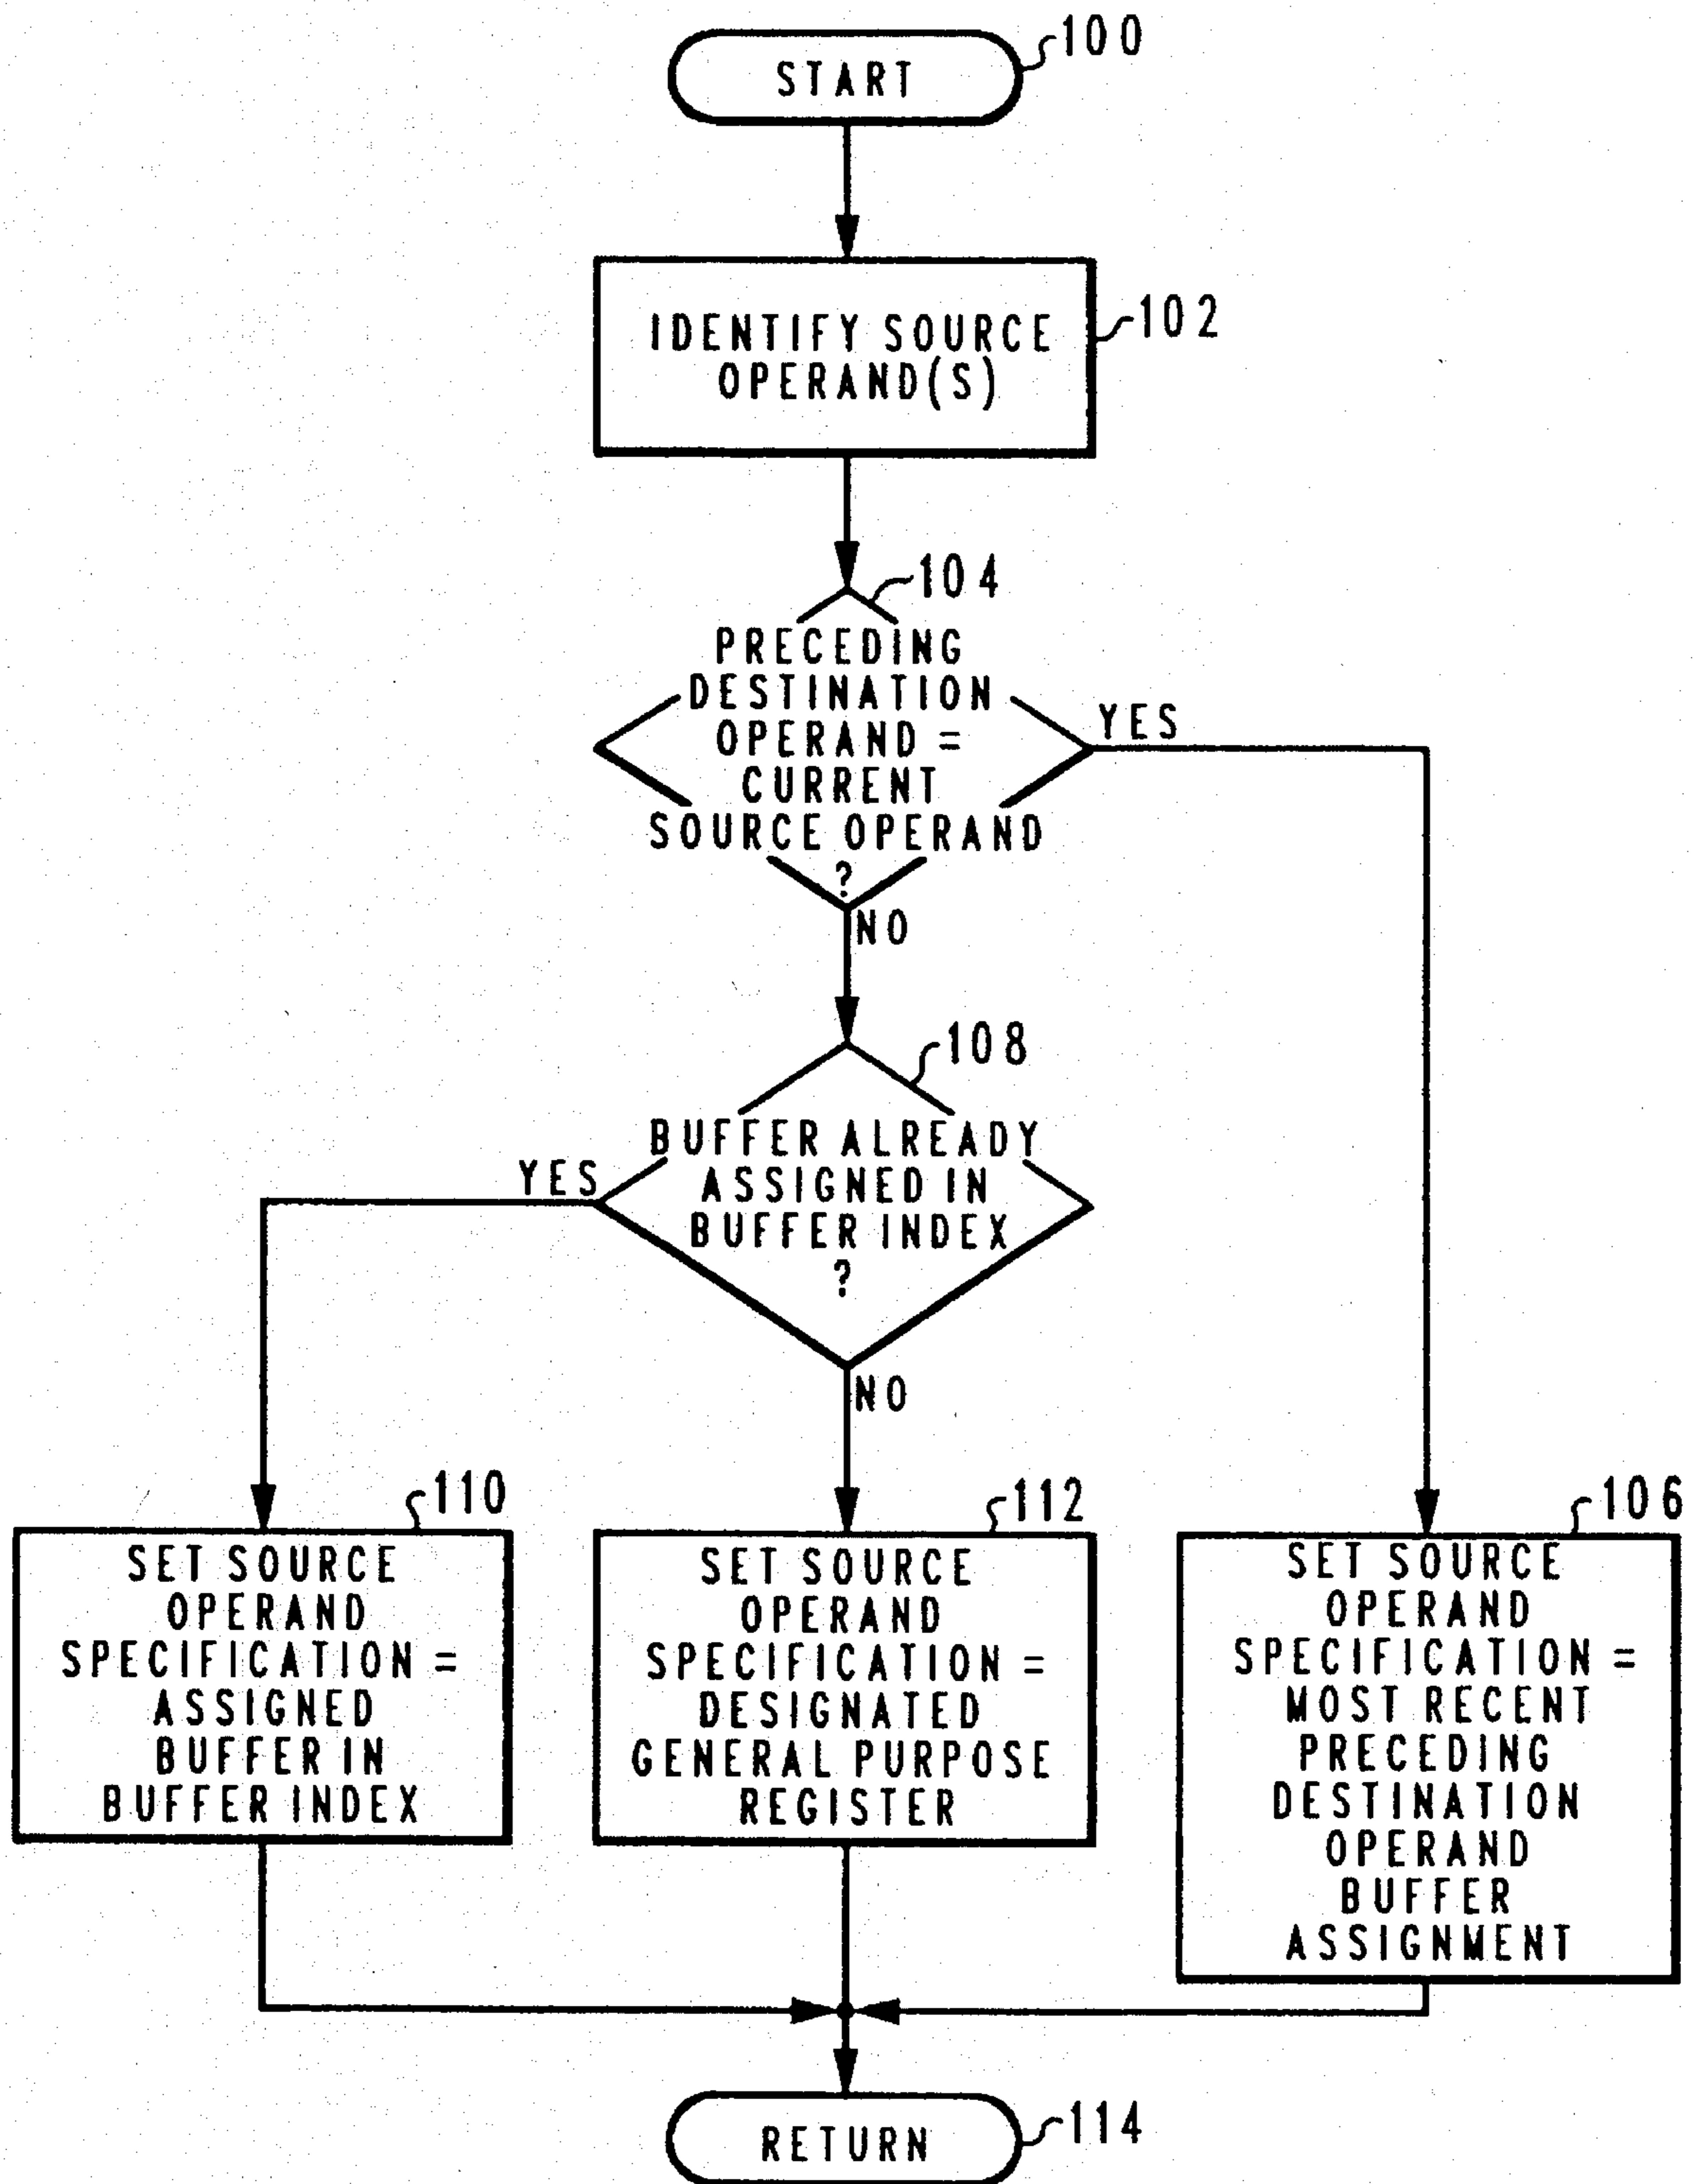 START
100
IDENTIFY SOURCE
OPERAND(S)
102
104
PRECEDING
DESTINATION
OPERAND =
CURRENT
SOURCE OPERAND
?
YES
NO
108
BUFFER ALREADY
ASSIGNED IN
BUFFER INDEX
?
YES
NO
110
SET SOURCE
OPERAND
SPECIFICATION =
ASSIGNED
BUFFER IN
BUFFER INDEX
112
SET SOURCE
OPERAND
SPECIFICATION =
DESIGNATED
GENERAL PURPOSE
REGISTER
106
SET SOURCE
OPERAND
SPECIFICATION =
MOST RECENT
PRECEDING
DESTINATION
OPERAND
BUFFER
ASSIGNMENT
RETURN
114